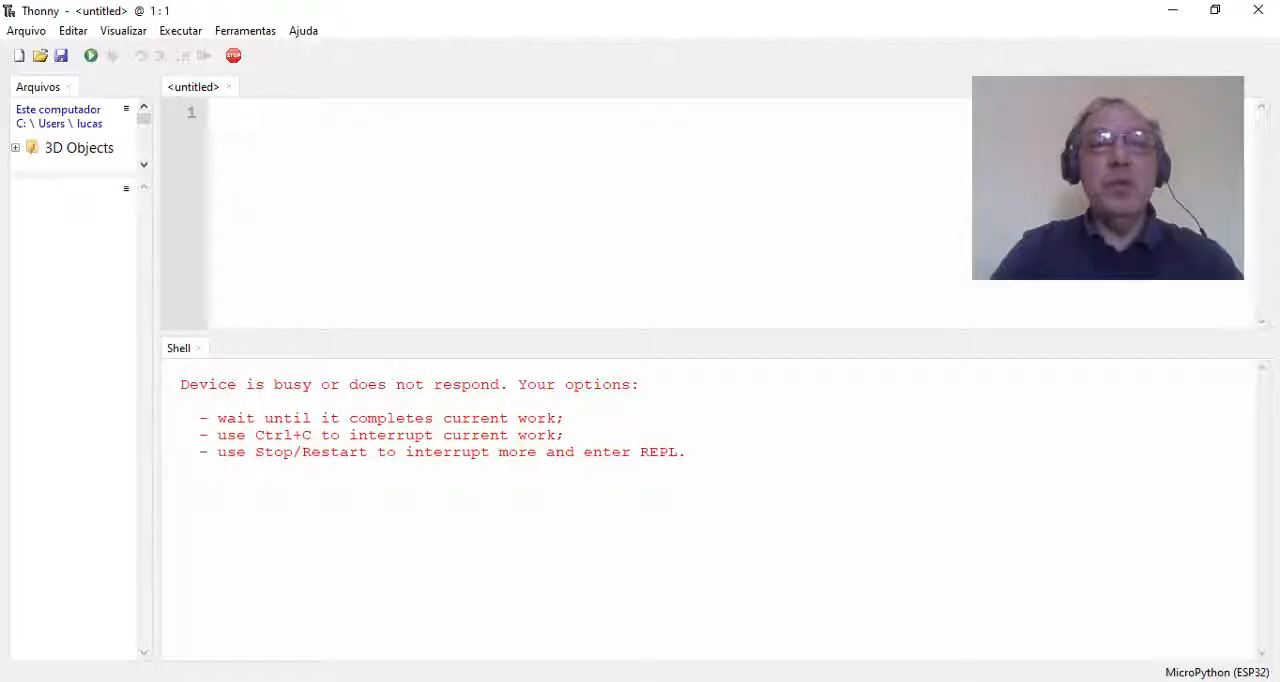 Thonny - <untitled> @ 1 : 1
Arquivo Editar Visualizar Executar Ferramentas Ajuda
STOP
Arquivos
<untitled>
Este computador
C: \ Users \ lucas
1
3D Objects
Shell
Device is busy or does not respond. Your options:
- wait until it completes current work;
- use Ctrl+C to interrupt current work;
- use Stop/Restart to interrupt more and enter REPL.
MicroPython (ESP32)